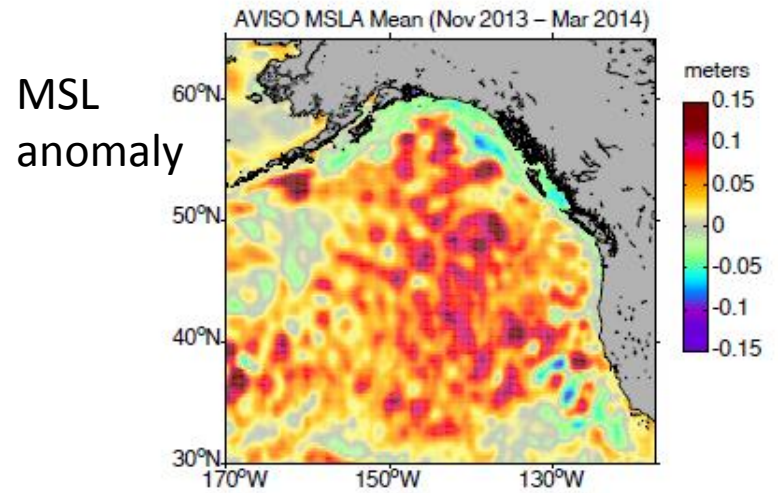 AVISO MSLA Mean (Nov 2013 – Mar 2014)
MSL
anomaly
60°N
50°N
40°N
30°N
170°W
150°W
130°W
meters
0.15
0.1
0.05
0
-0.05
-0.1
-0.15